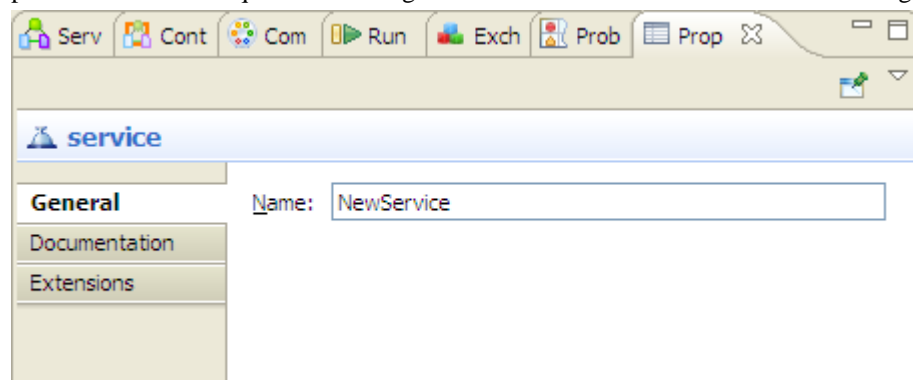 Serv Cont Com Run Exch Prob Prop
service
General Name: NewService
Documentation
Extensions